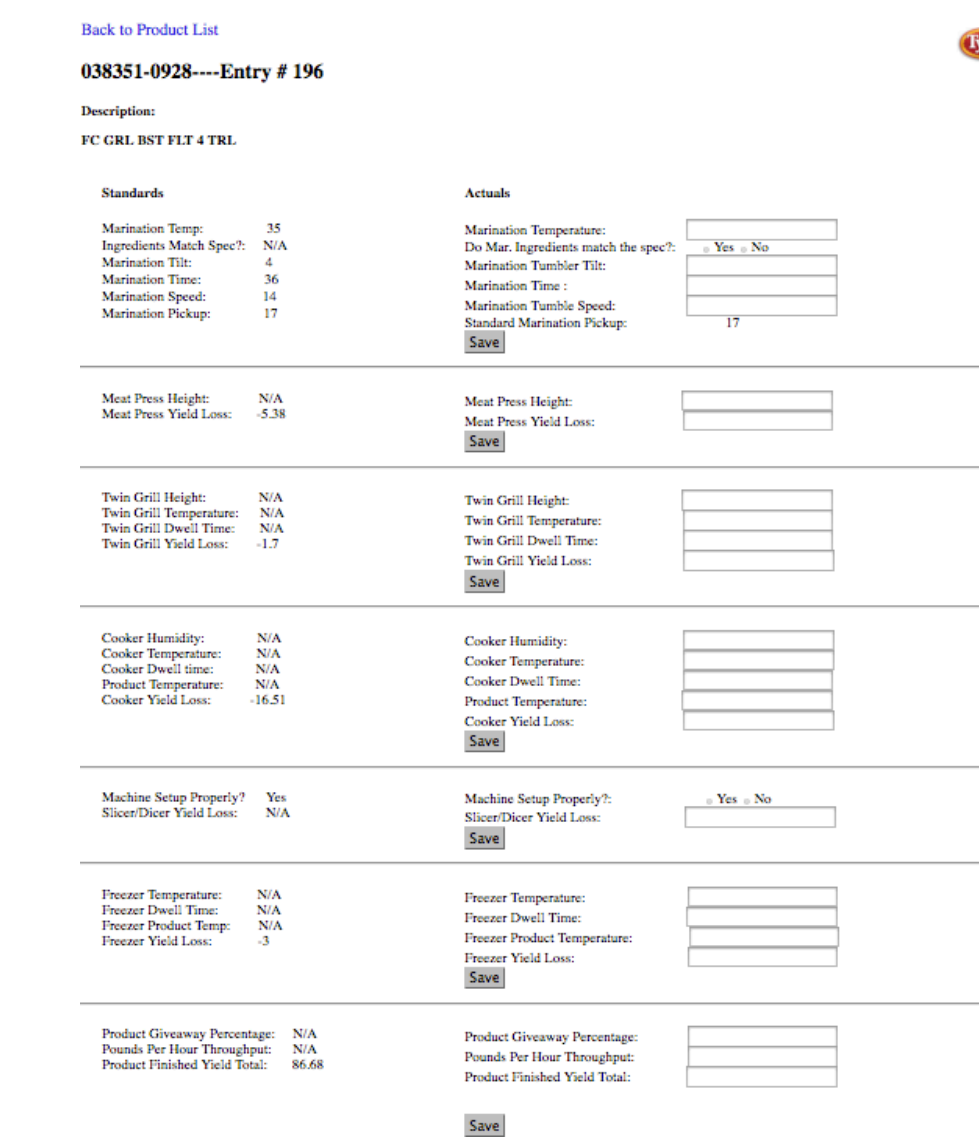 Back to Product List
038351-0928----Entry # 196
Description:
FC GRL BST FLT 4 TRL
Standards
Marination Temp: 35
Ingredients Match Spec?: N/A
Marination Tilt: 4
Marination Time: 36
Marination Speed: 14
Marination Pickup: 17
Actuals
Marination Temperature:
Do Mar. Ingredients match the spec?: Yes No
Marination Tumbler Tilt:
Marination Time :
Marination Tumble Speed:
Standard Marination Pickup: 17
Save
Meat Press Height: N/A
Meat Press Yield Loss: -5.38
Meat Press Height:
Meat Press Yield Loss:
Save
Twin Grill Height: N/A
Twin Grill Temperature: N/A
Twin Grill Dwell Time: N/A
Twin Grill Yield Loss: -1.7
Twin Grill Height:
Twin Grill Temperature:
Twin Grill Dwell Time:
Twin Grill Yield Loss:
Save
Cooker Humidity: N/A
Cooker Temperature: N/A
Cooker Dwell time: N/A
Product Temperature: N/A
Cooker Yield Loss: -16.51
Cooker Humidity:
Cooker Temperature:
Cooker Dwell Time:
Product Temperature:
Cooker Yield Loss:
Save
Machine Setup Properly? Yes
Slicer/Dicer Yield Loss: N/A
Machine Setup Properly?: Yes No
Slicer/Dicer Yield Loss:
Save
Freezer Temperature: N/A
Freezer Dwell Time: N/A
Freezer Product Temp: N/A
Freezer Yield Loss: -3
Freezer Temperature:
Freezer Dwell Time:
Freezer Product Temperature:
Freezer Yield Loss:
Save
Product Giveaway Percentage: N/A
Pounds Per Hour Throughput: N/A
Product Finished Yield Total: 86.68
Product Giveaway Percentage:
Pounds Per Hour Throughput:
Product Finished Yield Total:
Save